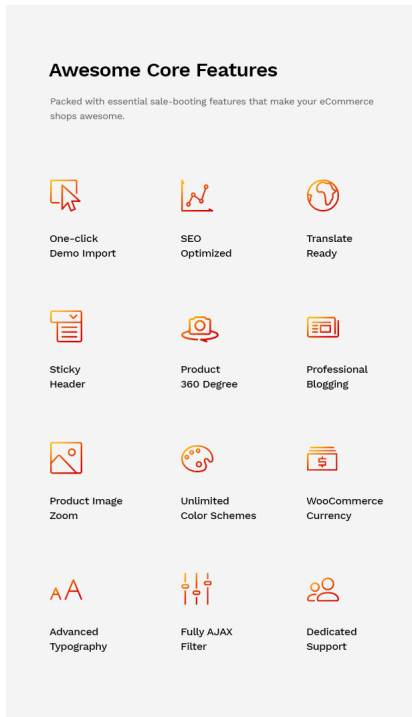 Awesome Core Features
Packed with essential sale-booting features that make your eCommerce
shops awesome.
One-click
Demo Import
SEO
Optimized
Translate
Ready
Sticky
Header
Product
360 Degree
Professional
Blogging
Product Image
Zoom
Unlimited
Color Schemes
$
WooCommerce
Currency
A A
Advanced
Typography
Fully AJAX
Filter
Dedicated
Support